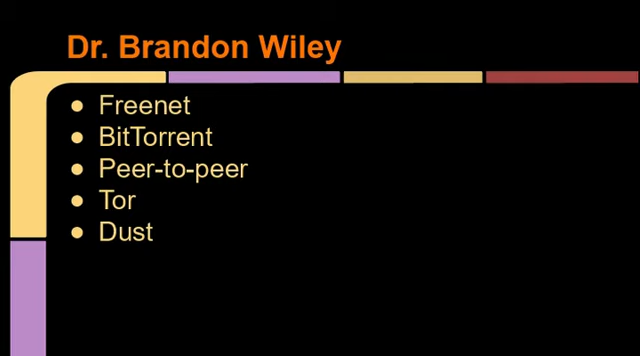 Dr. Brandon Wiley
● Freenet
● BitTorrent
● Peer-to-peer
● Tor
● Dust